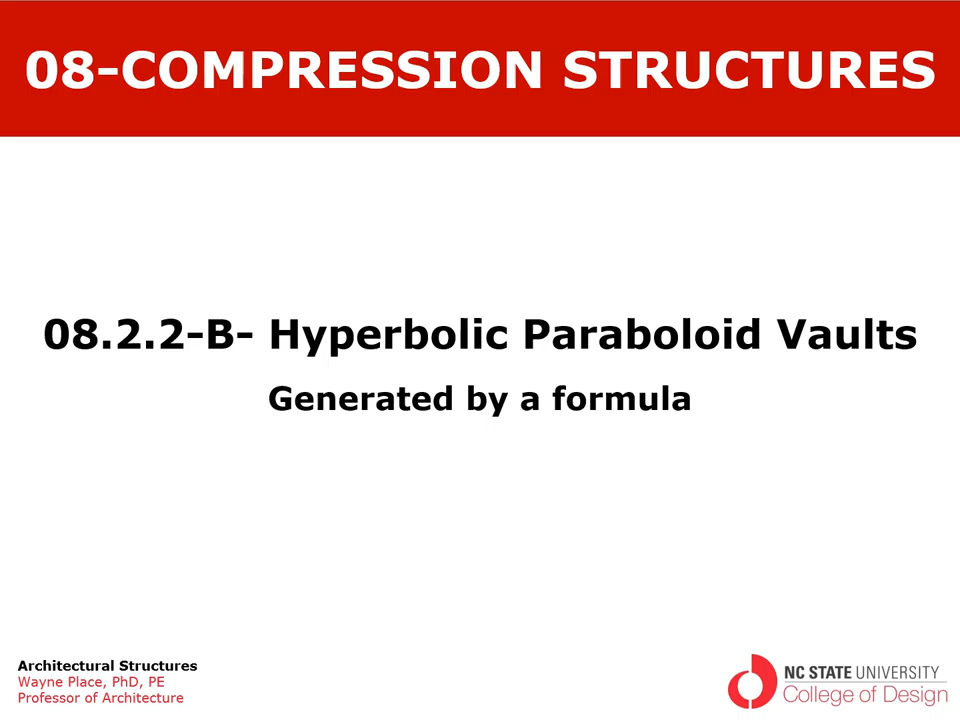 08-COMPRESSION STRUCTURES
08.2.2-B- Hyperbolic Paraboloid Vaults
Generated by a formula
Architectural Structures
Wayne Place, PhD, PE
Professor of Architecture
NC STATE UNIVERSITY
College of Design